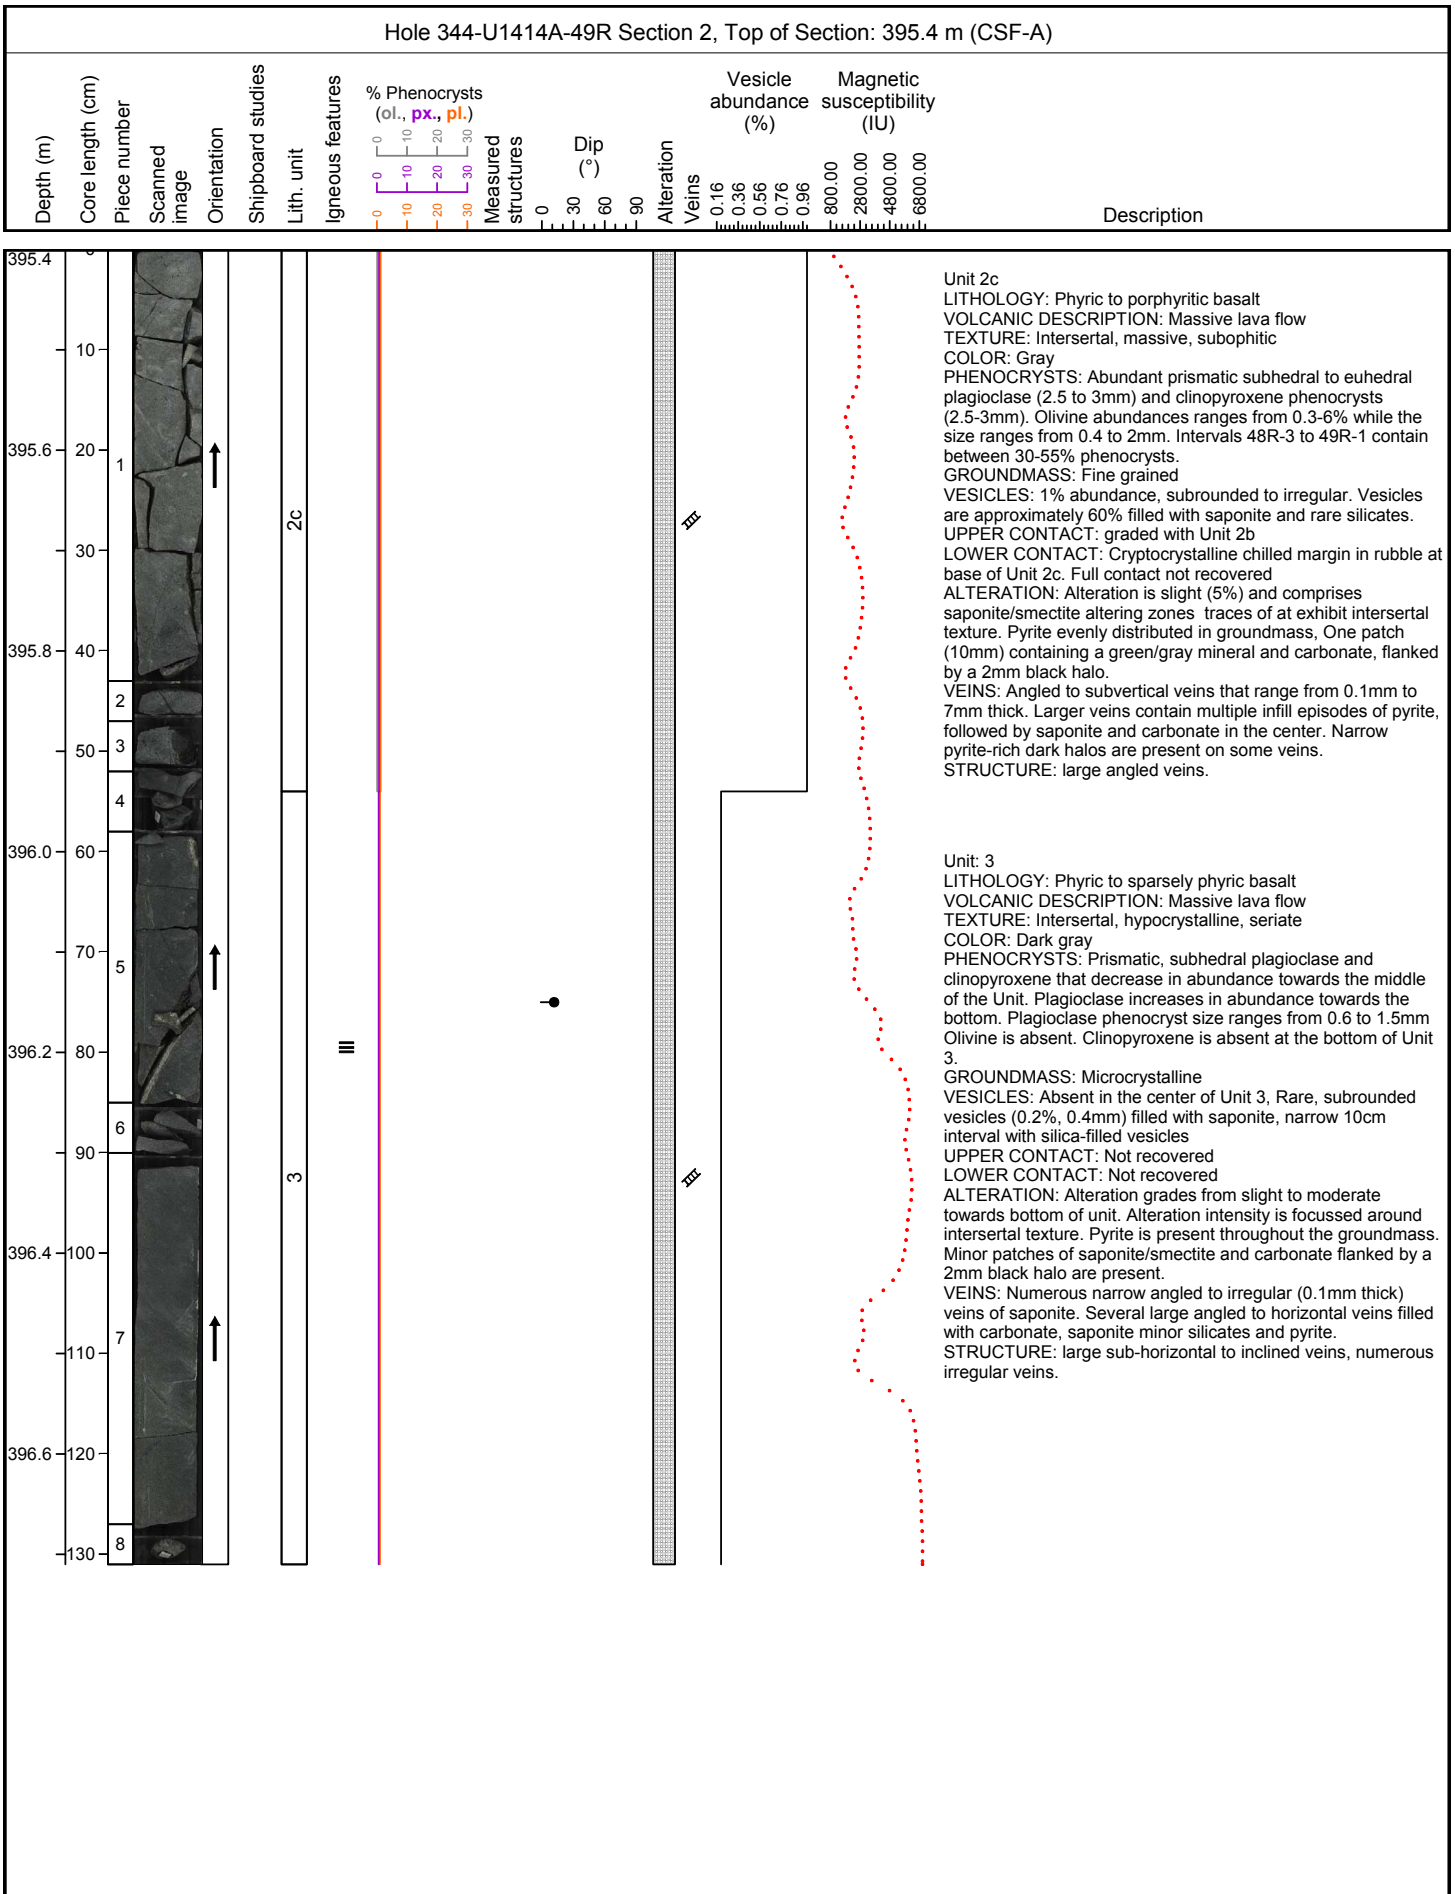 Hole 344-U1414A-49R Section 2, Top of Section: 395.4 m (CSF-A)
Depth (m)
Core length (cm)
Piece number
Scanned
image
Orientation
Shipboard studies
Lith. unit
Igneous features
% Phenocrysts
(ol., px., pl.)
0 10 20 30
0 10 20 30
0 10 20 30
Measured
structures
Dip
(°)
0 30 60 90
Alteration
Veins
Vesicle
abundance
(%)
0.16 0.36 0.56 0.76 0.96
Magnetic
susceptibility
(IU)
800.00 2800.00 4800.00 6800.00
Description
395.4
395.6
395.8
396.0
396.2
396.4
396.6
10
20
30
40
50
60
70
80
90
100
110
120
130
1
2
3
4
5
6
7
8
2c
3
Unit 2c
LITHOLOGY: Phyric to porphyritic basalt
VOLCANIC DESCRIPTION: Massive lava flow
TEXTURE: Intersertal, massive, subophitic
COLOR: Gray
PHENOCRYSTS: Abundant prismatic subhedral to euhedral
plagioclase (2.5 to 3mm) and clinopyroxene phenocrysts
(2.5-3mm). Olivine abundances ranges from 0.3-6% while the
size ranges from 0.4 to 2mm. Intervals 48R-3 to 49R-1 contain
between 30-55% phenocrysts.
GROUNDMASS: Fine grained
VESICLES: 1% abundance, subrounded to irregular. Vesicles
are approximately 60% filled with saponite and rare silicates.
UPPER CONTACT: graded with Unit 2b
LOWER CONTACT: Cryptocrystalline chilled margin in rubble at
base of Unit 2c. Full contact not recovered
ALTERATION: Alteration is slight (5%) and comprises
saponite/smectite altering zones traces of at exhibit intersertal
texture. Pyrite evenly distributed in groundmass, One patch
(10mm) containing a green/gray mineral and carbonate, flanked
by a 2mm black halo.
VEINS: Angled to subvertical veins that range from 0.1mm to
7mm thick. Larger veins contain multiple infill episodes of pyrite,
followed by saponite and carbonate in the center. Narrow
pyrite-rich dark halos are present on some veins.
STRUCTURE: large angled veins.
Unit: 3
LITHOLOGY: Phyric to sparsely phyric basalt
VOLCANIC DESCRIPTION: Massive lava flow
TEXTURE: Intersertal, hypocrystalline, seriate
COLOR: Dark gray
PHENOCRYSTS: Prismatic, subhedral plagioclase and
clinopyroxene that decrease in abundance towards the middle
of the Unit. Plagioclase increases in abundance towards the
bottom. Plagioclase phenocryst size ranges from 0.6 to 1.5mm
Olivine is absent. Clinopyroxene is absent at the bottom of Unit
3.
GROUNDMASS: Microcrystalline
VESICLES: Absent in the center of Unit 3, Rare, subrounded
vesicles (0.2%, 0.4mm) filled with saponite, narrow 10cm
interval with silica-filled vesicles
UPPER CONTACT: Not recovered
LOWER CONTACT: Not recovered
ALTERATION: Alteration grades from slight to moderate
towards bottom of unit. Alteration intensity is focussed around
intersertal texture. Pyrite is present throughout the groundmass.
Minor patches of saponite/smectite and carbonate flanked by a
2mm black halo are present.
VEINS: Numerous narrow angled to irregular (0.1mm thick)
veins of saponite. Several large angled to horizontal veins filled
with carbonate, saponite minor silicates and pyrite.
STRUCTURE: large sub-horizontal to inclined veins, numerous
irregular veins.